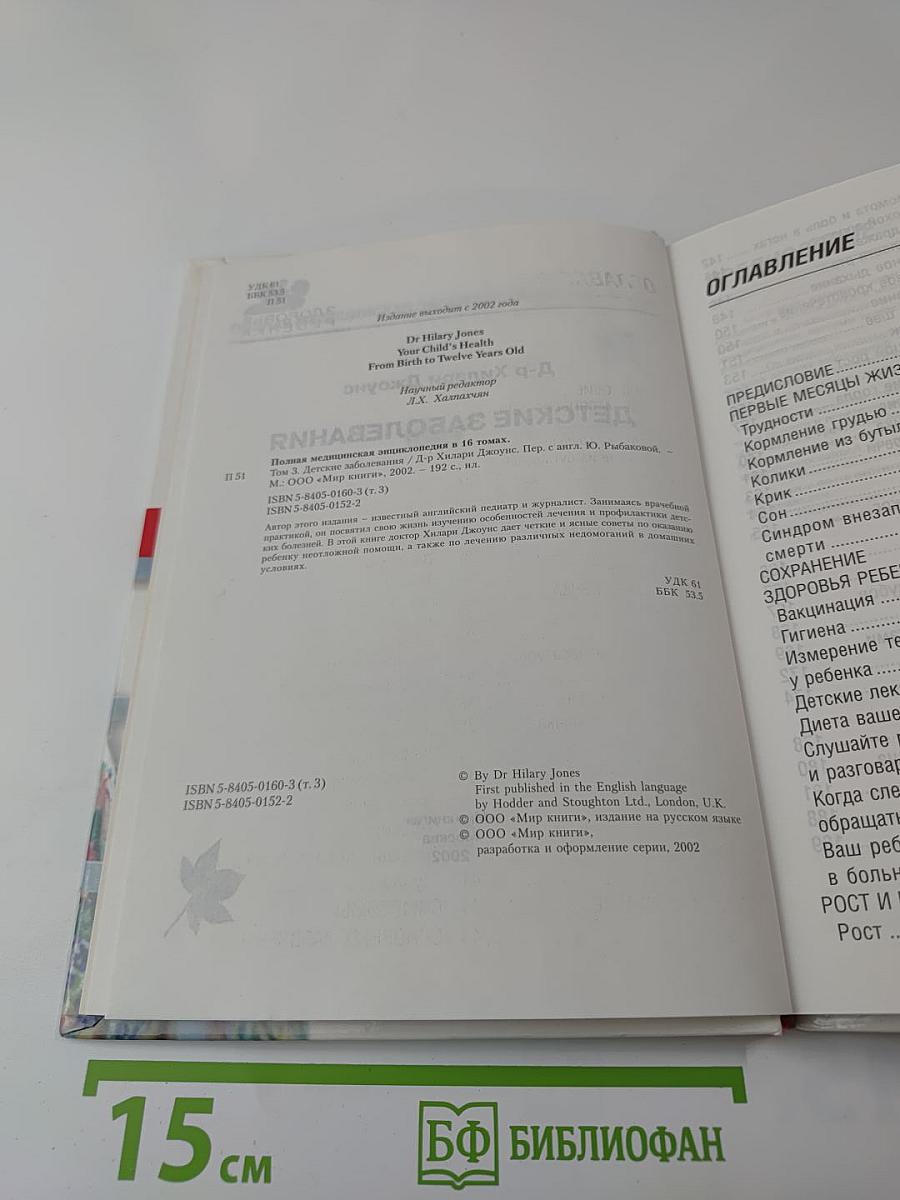 УДК 61
ББК 53.5
П 51
Издание выходит с 2002 года
Dr Hilary Jones
Your Child's Health
From Birth to Twelve Years Old
Научный редактор
Л.Х. Халпахчян
Полная медицинская энциклопедия в 16 томах.
П 51
Том 3. Детские заболевания / Д-р Хилари Джоунс. Пер. с англ. Ю. Рыбаковой. –
М.: ООО «Мир книги», 2002. – 192 с., ил.
ISBN 5-8405-0160-3 (т. 3)
ISBN 5-8405-0152-2
Автор этого издания – известный английский педиатр и журналист. Занимаясь врачебной
практикой, он посвятил свою жизнь изучению особенностей лечения и профилактики детс-
ких болезней. В этой книге доктор Хилари Джоунс дает четкие и ясные советы по оказанию
ребенку неотложной помощи, а также по лечению различных недомоганий в домашних
условиях.
УДК 61
ББК 53.5
ISBN 5-8405-0160-3 (т. 3)
ISBN 5-8405-0152-2
© By Dr Hilary Jones
First published in the English language
by Hodder and Stoughton Ltd., London, U.K.
© ООО «Мир книги», издание на русском языке
© ООО «Мир книги»,
разработка и оформление серии, 2002
ОГЛАВЛЕНИЕ
ПРЕДИСЛОВИЕ
ПЕРВЫЕ МЕСЯЦЫ ЖИЗ
Трудности
Кормление грудью
Кормление из бутыл
Колики
Крик
Сон
Синдром внезап
смерти
СОХРАНЕНИЕ
ЗДОРОВЬЯ РЕБЕ
Вакцинация
Гигиена
Измерение те
у ребенка
Детские лек
Диета ваше
Слушайте р
и разговар
Когда сле
обращать
Ваш реб
в больн
РОСТ И
Рост
15 см
БФ БИБЛИОФАН